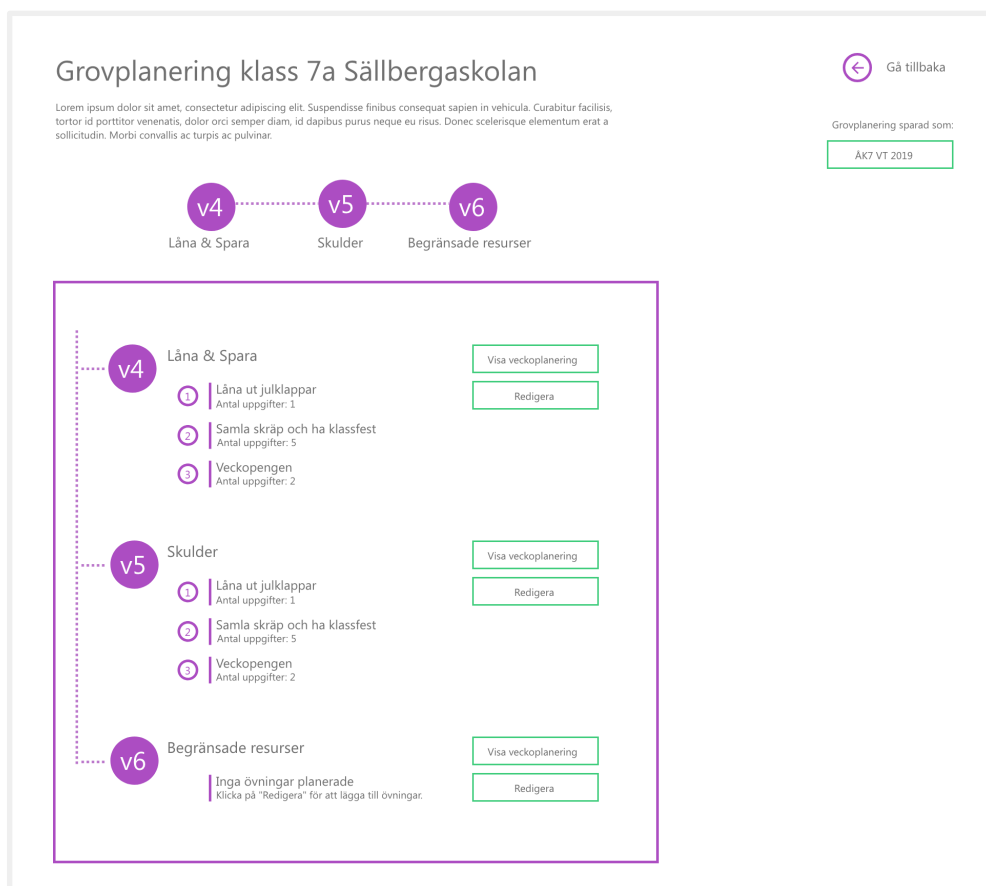 Grovplanering klass 7a Sällbergaskolan
Gå tillbaka
Lorem ipsum dolor sit amet, consectetur adipiscing elit. Suspendisse finibus consequat sapien in vehicula. Curabitur facilisis,
tortor id porttitor venenatis, dolor orci semper diam, id dapibus purus neque eu risus. Donec scelerisque elementum erat a
sollicitudin. Morbi convallis ac turpis ac pulvinar.
Grovplanering sparad som:
ÅK7 VT 2019
v4
v5
v6
Låna & Spara
Skulder
Begränsade resurser
v4
Låna & Spara
Visa veckoplanering
Redigera
1
Låna ut julklappar
Antal uppgifter: 1
2
Samla skräp och ha klassfest
Antal uppgifter: 5
3
Veckopengen
Antal uppgifter: 2
v5
Skulder
Visa veckoplanering
Redigera
1
Låna ut julklappar
Antal uppgifter: 1
2
Samla skräp och ha klassfest
Antal uppgifter: 5
3
Veckopengen
Antal uppgifter: 2
v6
Begränsade resurser
Visa veckoplanering
Redigera
Inga övningar planerade
Klicka på "Redigera" för att lägga till övningar.